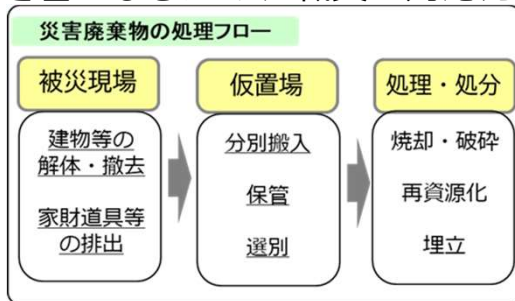 災害廃棄物の処理フロー
被災現場
建物等の
解体・撤去
家財道具等
の排出
仮置場
分別搬入
保管
選別
処理・処分
焼却・破砕
再資源化
埋立